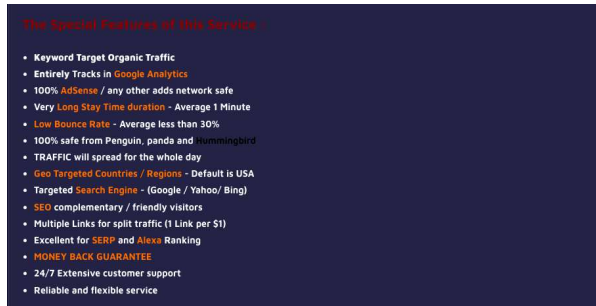 The Special Features of this Service :
Keyword Target Organic Traffic
Entirely Tracks in Google Analytics
100% AdSense / any other adds network safe
Very Long Stay Time duration - Average 1 Minute
Low Bounce Rate - Average less than 30%
100% safe from Penguin, panda and Hummingbird
TRAFFIC will spread for the whole day
Geo Targeted Countries / Regions - Default is USA
Targeted Search Engine - (Google / Yahoo/ Bing)
SEO complementary / friendly visitors
Multiple Links for split traffic (1 Link per $1)
Excellent for SERP and Alexa Ranking
MONEY BACK GUARANTEE
24/7 Extensive customer support
Reliable and flexible service